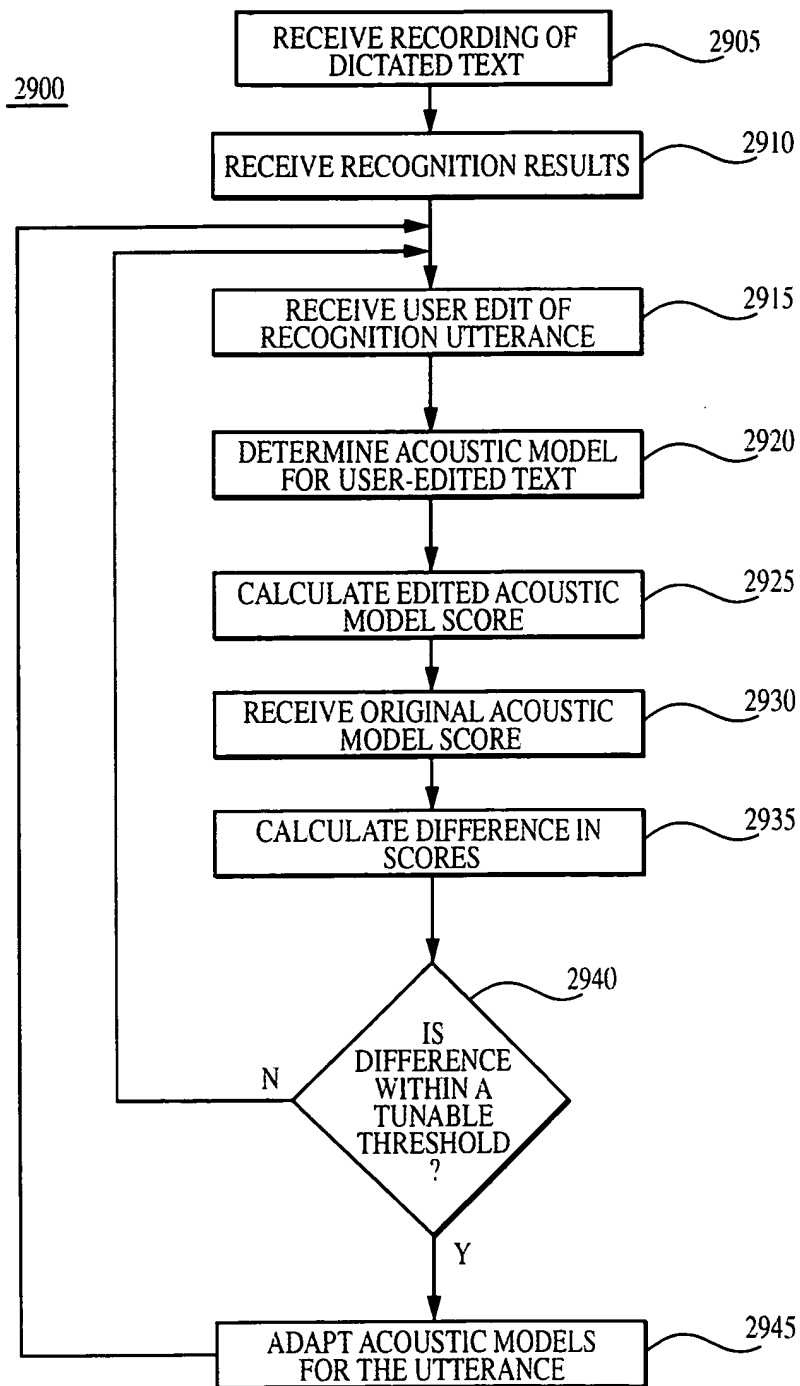 2900
RECEIVE RECORDING OF
DICTATED TEXT
2905
RECEIVE RECOGNITION RESULTS
2910
RECEIVE USER EDIT OF
RECOGNITION UTTERANCE
2915
DETERMINE ACOUSTIC MODEL
FOR USER-EDITED TEXT
2920
CALCULATE EDITED ACOUSTIC
MODEL SCORE
2925
RECEIVE ORIGINAL ACOUSTIC
MODEL SCORE
2930
CALCULATE DIFFERENCE IN
SCORES
2935
2940
IS
DIFFERENCE
WITHIN A
TUNABLE
THRESHOLD
?
N
Y
ADAPT ACOUSTIC MODELS
FOR THE UTTERANCE
2945